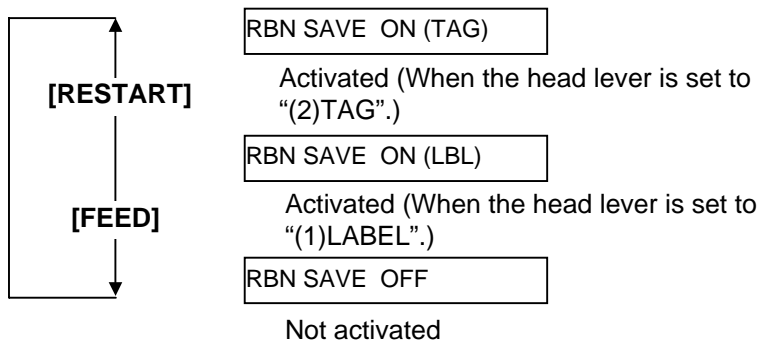 RBN SAVE  ON (TAG)
Activated (When the head lever is set to
“(2)TAG”.)
[RESTART]
RBN SAVE  ON (LBL)
Activated (When the head lever is set to
“(1)LABEL”.)
[FEED]
RBN SAVE  OFF
Not activated